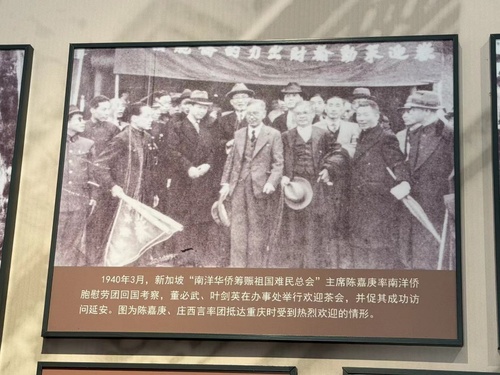 1940年3月，新加坡“南洋华侨筹赈祖国难民总会”主席陈嘉庚率南洋侨
胞慰劳团回国考察，董必武、叶剑英在办事处举行欢迎茶会，并促其成功访
问延安。图为陈嘉庚、庄西言率团抵达重庆时受到热烈欢迎的情形。